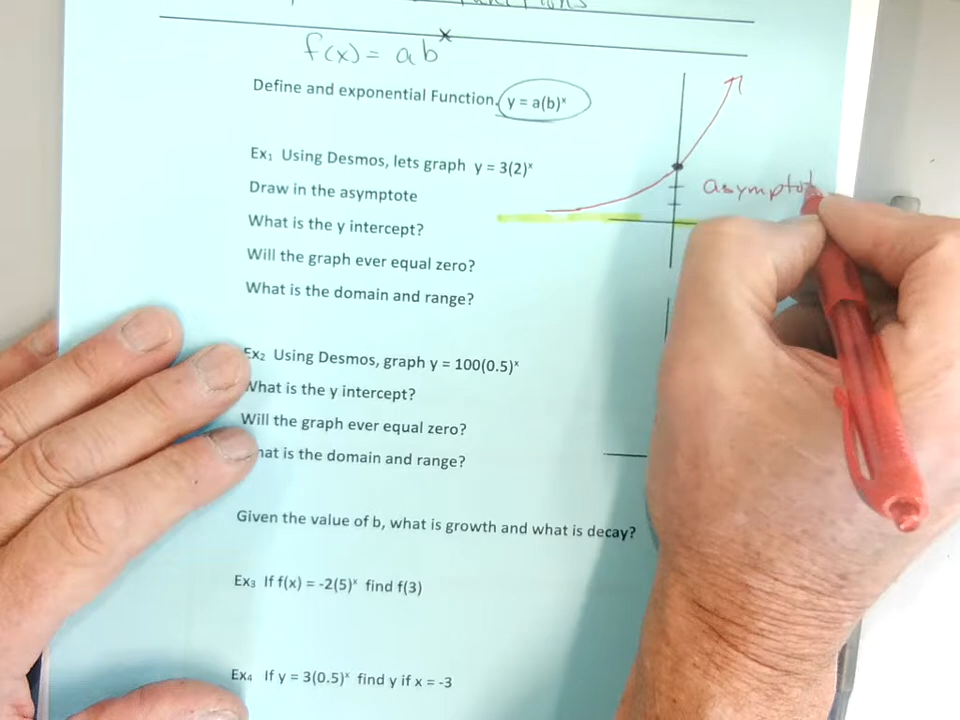 f(x) = ab^x
Define and exponential Function, y = a(b)ˣ
Ex₁ Using Desmos, lets graph y = 3(2)ˣ
Draw in the asymptote
asymptot
What is the y intercept?
Will the graph ever equal zero?
What is the domain and range?
Ex₂ Using Desmos, graph y = 100(0.5)ˣ
What is the y intercept?
Will the graph ever equal zero?
hat is the domain and range?
Given the value of b, what is growth and what is decay?
Ex₃ If f(x) = -2(5)ˣ find f(3)
Ex₄ If y = 3(0.5)ˣ find y if x = -3